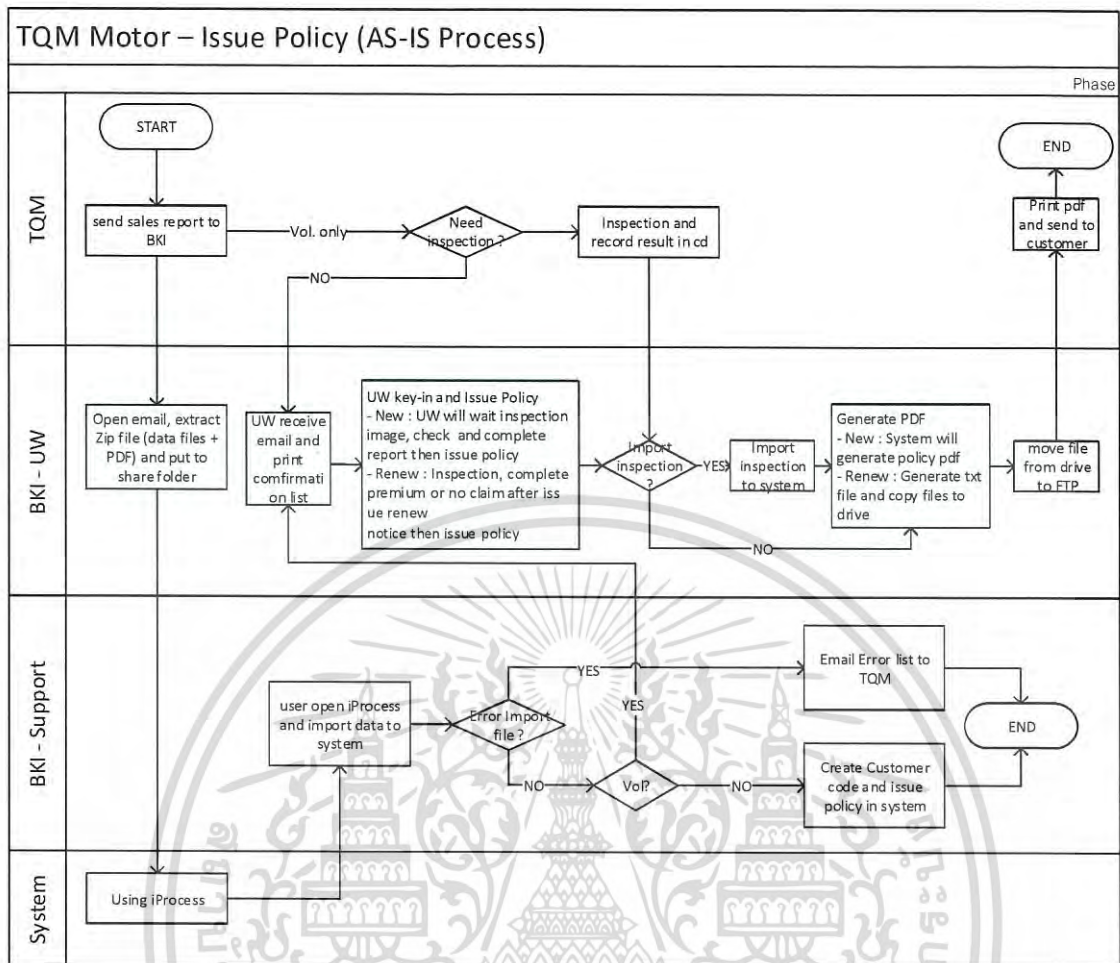 TQM Motor – Issue Policy (AS-IS Process)
Phase
TQM
START
END
send sales report to
BKI
Vol. only
Need
inspection ?
Inspection and
record result in cd
Print pdf
and send to
customer
NO
BKI - UW
Open email, extract
Zip file (data files +
PDF) and put to
share folder
UW receive
email and
print
comfirmati
on list
UW key-in and Issue Policy
- New : UW will wait inspection
image, check and complete
report then issue policy
- Renew : Inspection, complete
premium or no claim after iss
ue renew
notice then issue policy
Import
inspection
?
YES
Import
inspection
to system
Generate PDF
- New : System will
generate policy pdf
- Renew : Generate txt
file and copy files to
drive
move file
from drive
to FTP
NO
BKI - Support
user open iProcess
and import data to
system
Error Import
file ?
YES
YES
Email Error list to
TQM
END
NO
Vol?
NO
Create Customer
code and issue
policy in system
System
Using iProcess